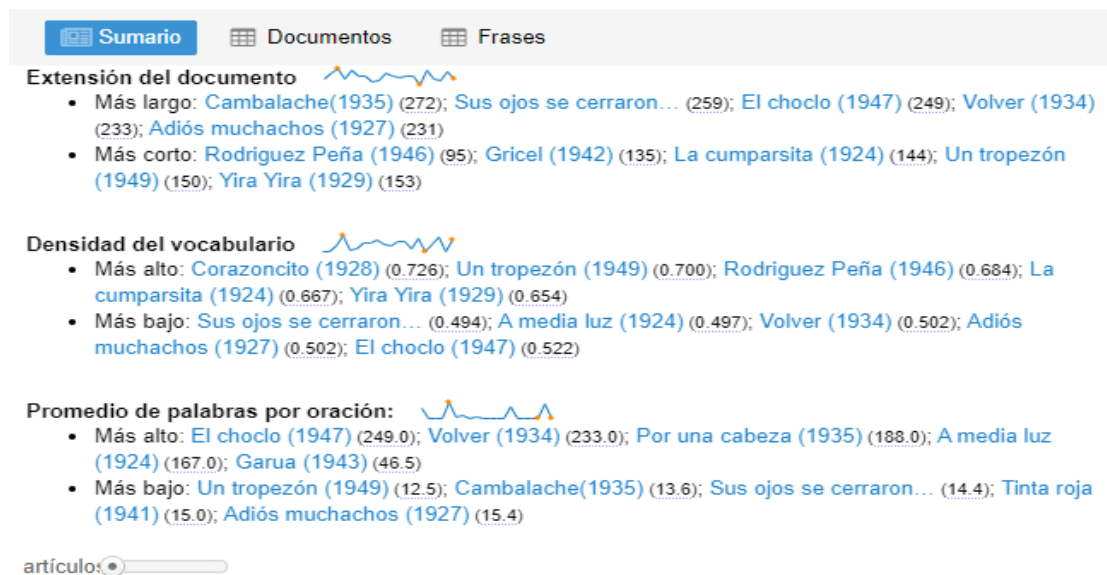 Sumario Documentos Frases
Extensión del documento
• Más largo: Cambalache(1935) (272); Sus ojos se cerraron… (259); El choclo (1947) (249); Volver (1934)
(233); Adiós muchachos (1927) (231)
• Más corto: Rodriguez Peña (1946) (95); Gricel (1942) (135); La cumparsita (1924) (144); Un tropezón
(1949) (150); Yira Yira (1929) (153)
Densidad del vocabulario
• Más alto: Corazoncito (1928) (0.726); Un tropezón (1949) (0.700); Rodriguez Peña (1946) (0.684); La
cumparsita (1924) (0.667); Yira Yira (1929) (0.654)
• Más bajo: Sus ojos se cerraron… (0.494); A media luz (1924) (0.497); Volver (1934) (0.502); Adiós
muchachos (1927) (0.502); El choclo (1947) (0.522)
Promedio de palabras por oración:
• Más alto: El choclo (1947) (249.0); Volver (1934) (233.0); Por una cabeza (1935) (188.0); A media luz
(1924) (167.0); Garua (1943) (46.5)
• Más bajo: Un tropezón (1949) (12.5); Cambalache(1935) (13.6); Sus ojos se cerraron… (14.4); Tinta roja
(1941) (15.0); Adiós muchachos (1927) (15.4)
artículos